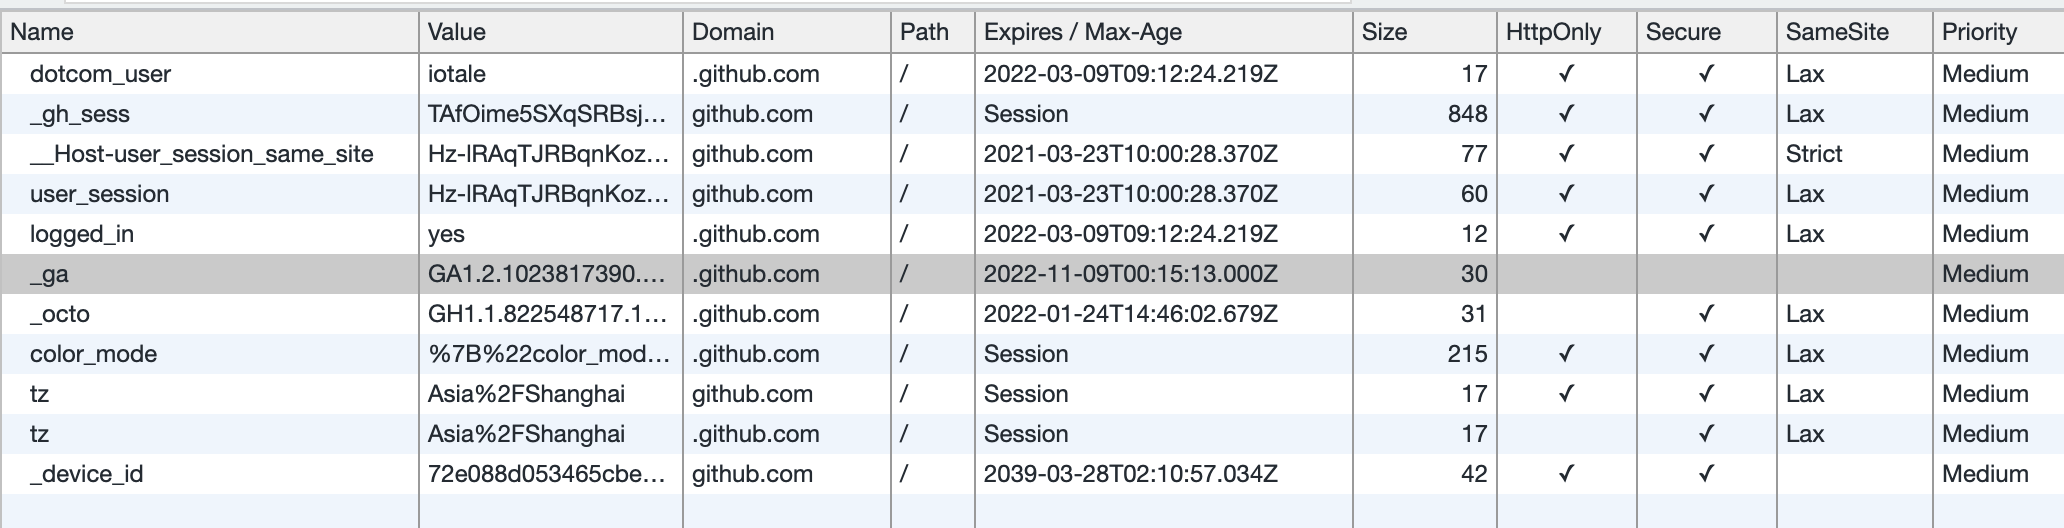 Name Value Domain Path Expires / Max-Age Size HttpOnly Secure SameSite Priority
dotcom_user iotale .github.com / 2022-03-09T09:12:24.219Z 17 ✓ ✓ Lax Medium
_gh_sess TAfOime5SXqSRBsj... github.com / Session 848 ✓ ✓ Lax Medium
__Host-user_session_same_site Hz-lRAqTJRBqnKoz... github.com / 2021-03-23T10:00:28.370Z 77 ✓ ✓ Strict Medium
user_session Hz-lRAqTJRBqnKoz... github.com / 2021-03-23T10:00:28.370Z 60 ✓ ✓ Lax Medium
logged_in yes .github.com / 2022-03-09T09:12:24.219Z 12 ✓ ✓ Lax Medium
_ga GA1.2.1023817390.... .github.com / 2022-11-09T00:15:13.000Z 30 Medium
_octo GH1.1.822548717.1... .github.com / 2022-01-24T14:46:02.679Z 31 ✓ Lax Medium
color_mode %7B%22color_mod... .github.com / Session 215 ✓ ✓ Lax Medium
tz Asia%2FShanghai github.com / Session 17 ✓ ✓ Lax Medium
tz Asia%2FShanghai .github.com / Session 17 ✓ Lax Medium
_device_id 72e088d053465cbe... github.com / 2039-03-28T02:10:57.034Z 42 ✓ ✓ Medium